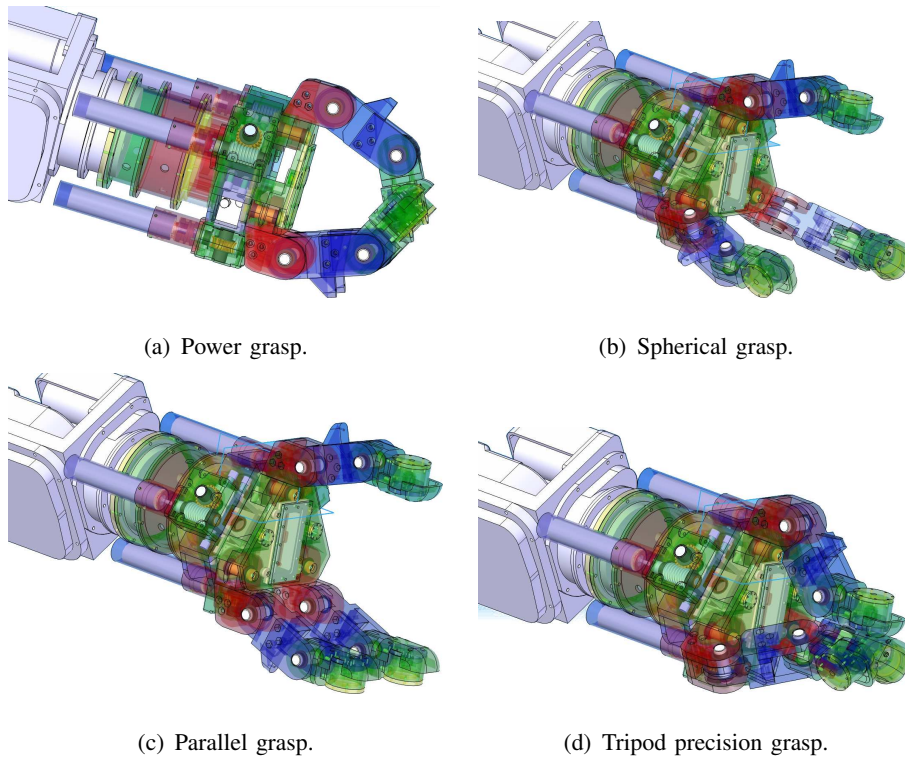 (a) Power grasp.
(b) Spherical grasp.
(c) Parallel grasp.
(d) Tripod precision grasp.